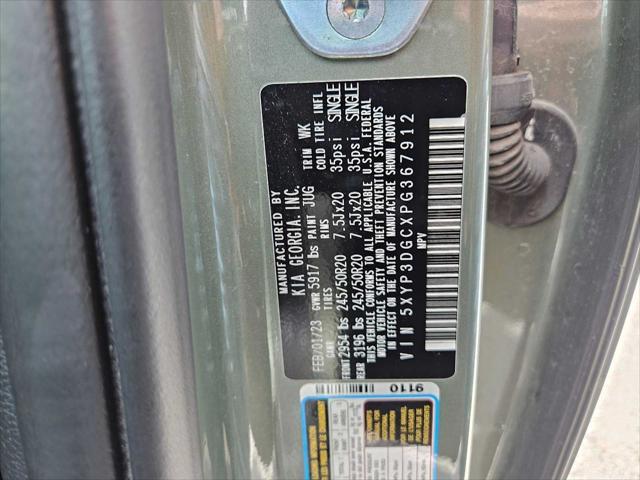 MANUFACTURED BY
KIA GEORGIA, INC.
FEB/01/23 GVWR 5917 lbs PAINT JUG TRIM WK
GAWR TIRES RIMS COLD TIRE INFL
FRONT 2954 lbs 245/50R20 7.5Jx20 35psi SINGLE
REAR 3196 lbs 245/50R20 7.5Jx20 35psi SINGLE
THIS VEHICLE CONFORMS TO ALL APPLICABLE U.S.A. FEDERAL
MOTOR VEHICLE SAFETY AND THEFT PREVENTION STANDARDS
IN EFFECT ON THE DATE OF MANUFACTURE SHOWN ABOVE
VIN 5XYP3DGCXPG367912
MPV
9110